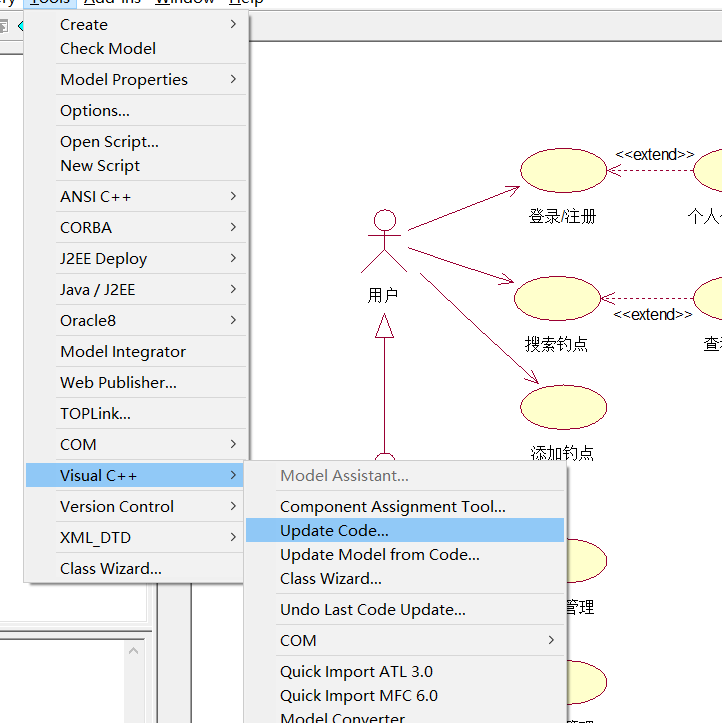 Tools Add-Ins Window Help
Create
Check Model
Model Properties
Options...
Open Script...
New Script
ANSI C++
CORBA
J2EE Deploy
Java / J2EE
Oracle8
Model Integrator
Web Publisher...
TOPLink...
COM
Visual C++
Version Control
XML_DTD
Class Wizard...
Model Assistant...
Component Assignment Tool...
Update Code...
Update Model from Code...
Class Wizard...
Undo Last Code Update...
COM
Quick Import ATL 3.0
Quick Import MFC 6.0
Model Converter
<<extend>>
登录/注册
个人
用户
<<extend>>
搜索钓点
添加钓点
管理